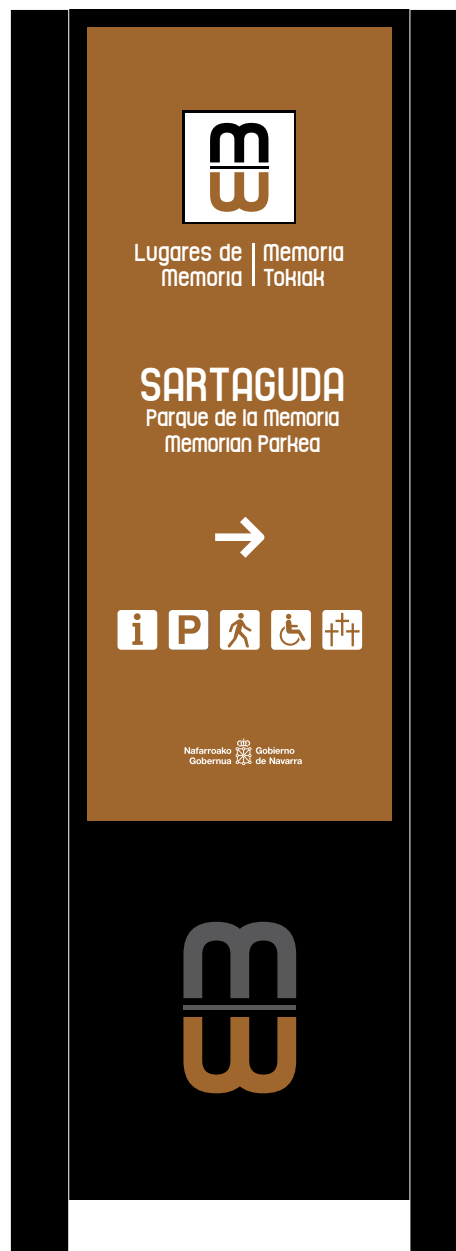 m
Lugares de | Memoria
Memoria | Tokiak
SARTAGUDA
Parque de la Memoria
Memorian Parkea
i P
Nafarroako Gobierno
Gobernua de Navarra
m